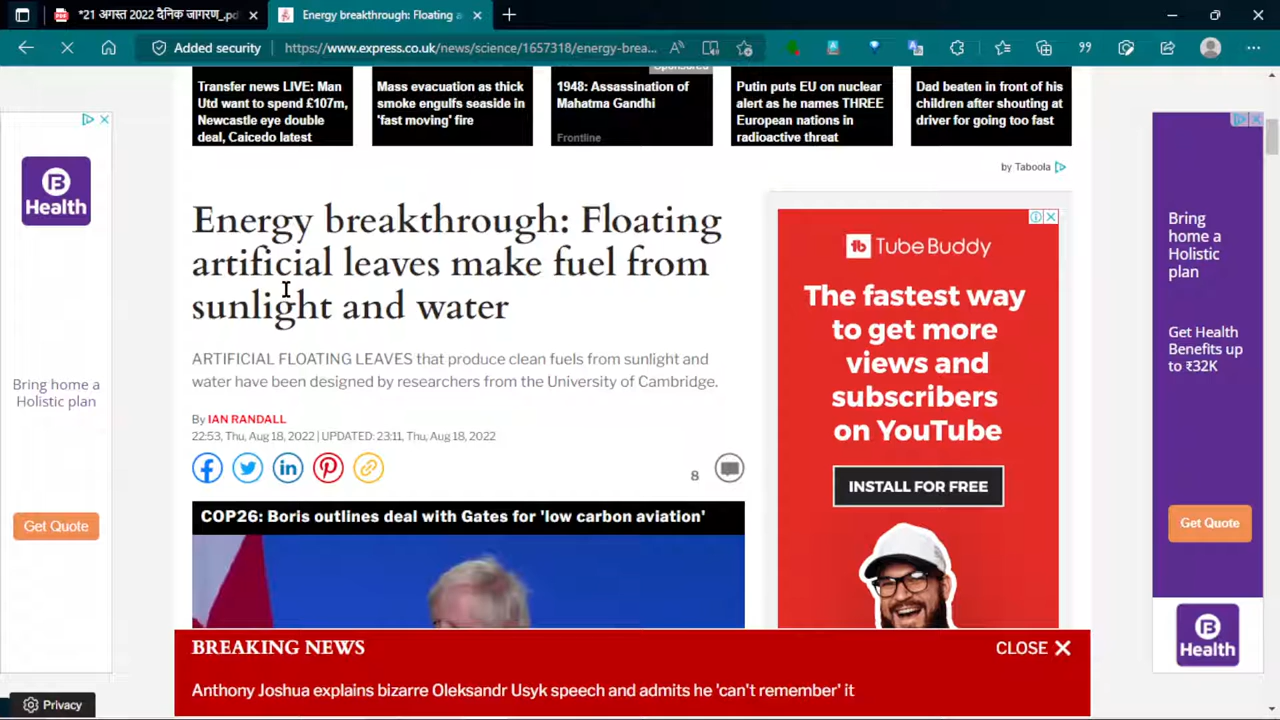 *21 अगस्त 2022 दैनिक जागरण_.pd
Energy breakthrough: Floating a
Added security
https://www.express.co.uk/news/science/1657318/energy-brea...
Transfer news LIVE: Man
Utd want to spend £107m,
Newcastle eye double
deal, Caicedo latest
Mass evacuation as thick
smoke engulfs seaside in
'fast moving' fire
Sponsored
1948: Assassination of
Mahatma Gandhi
Frontline
Putin puts EU on nuclear
alert as he names THREE
European nations in
radioactive threat
Dad beaten in front of his
children after shouting at
driver for going too fast
by Taboola
Energy breakthrough: Floating
artificial leaves make fuel from
sunlight and water
ARTIFICIAL FLOATING LEAVES that produce clean fuels from sunlight and
water have been designed by researchers from the University of Cambridge.
By IAN RANDALL
22:53, Thu, Aug 18, 2022 | UPDATED: 23:11, Thu, Aug 18, 2022
8
COP26: Boris outlines deal with Gates for 'low carbon aviation'
B
Health
Bring home a
Holistic plan
Get Quote
tb TubeBuddy
The fastest way
to get more
views and
subscribers
on YouTube
INSTALL FOR FREE
Bring
home a
Holistic
plan
Get Health
Benefits up
to ₹32K
Get Quote
B
Health
BREAKING NEWS
CLOSE X
Anthony Joshua explains bizarre Oleksandr Usyk speech and admits he 'can't remember' it
Privacy